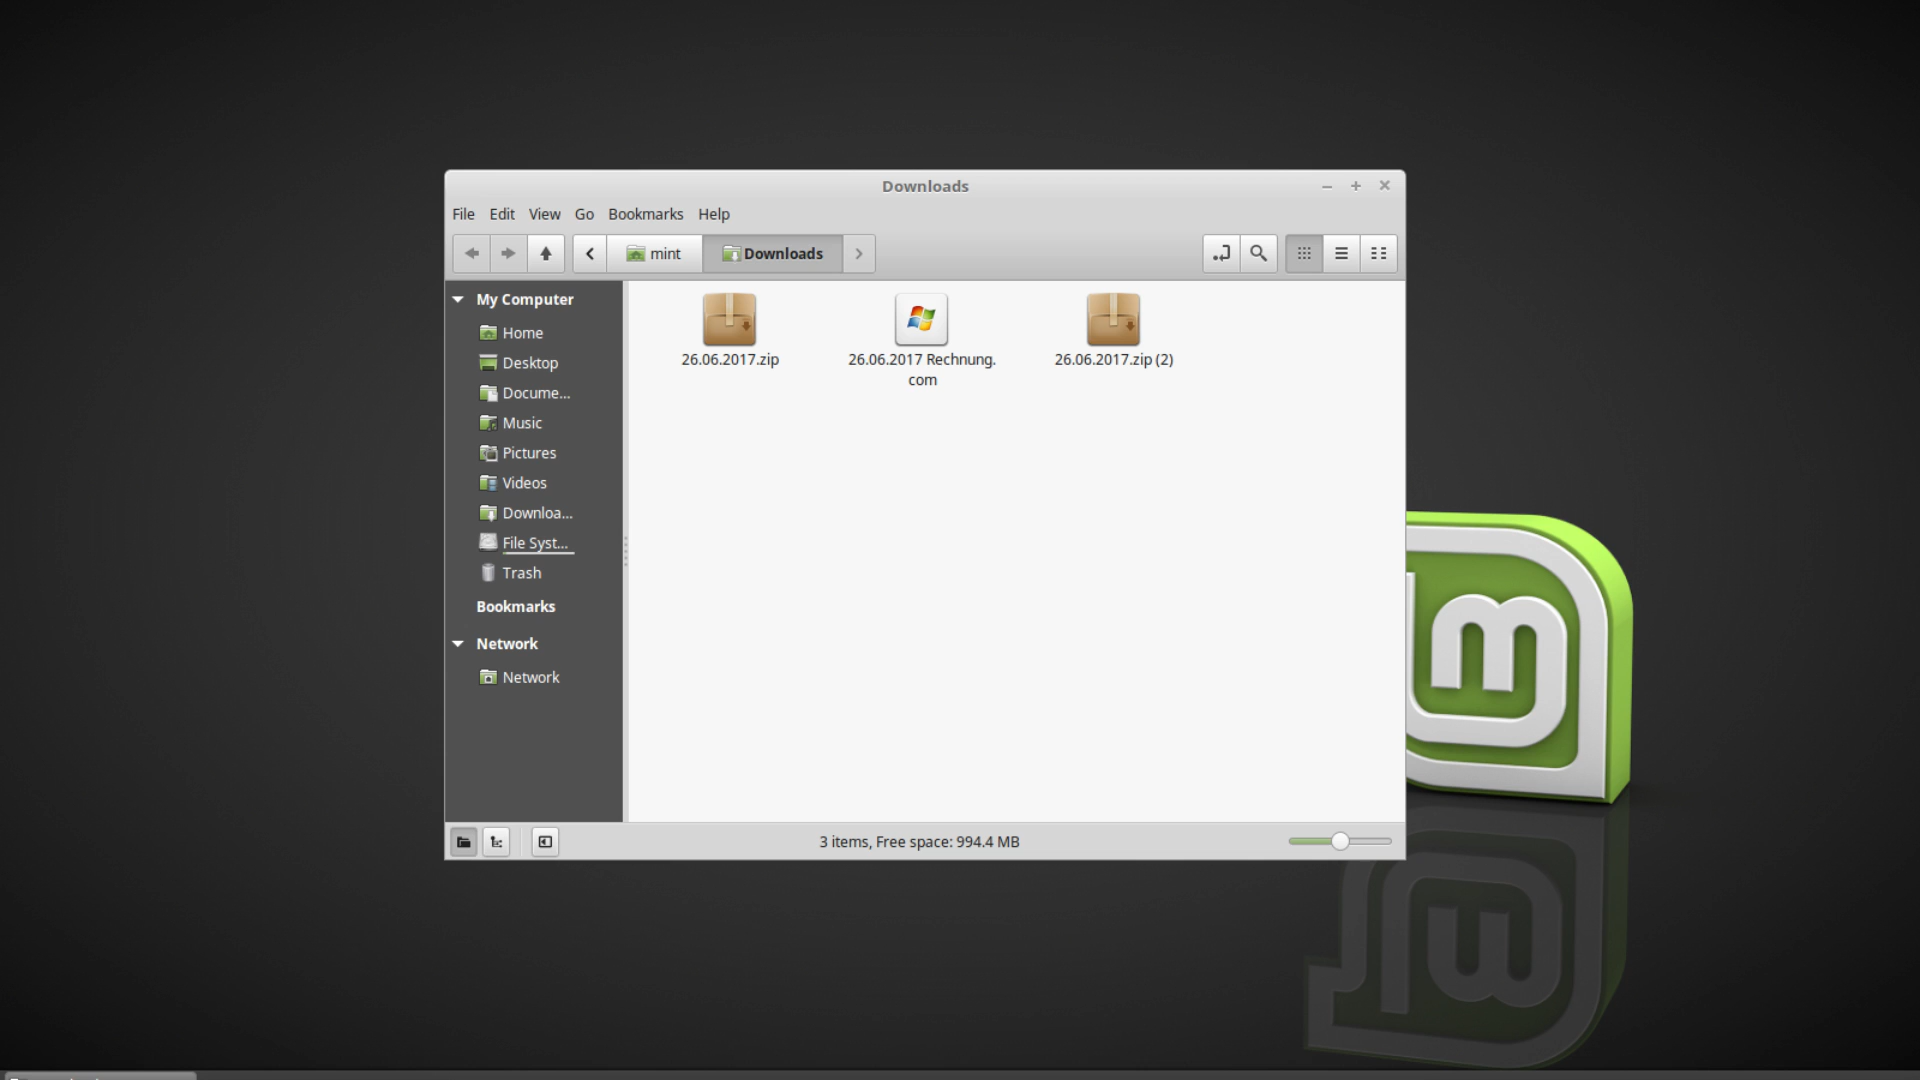 Downloads
File Edit View Go Bookmarks Help
mint Downloads
My Computer
Home
Desktop
Docume...
Music
Pictures
Videos
Downloa...
File Syst...
Trash
Bookmarks
Network
Network
26.06.2017.zip
26.06.2017 Rechnung.
com
26.06.2017.zip (2)
3 items, Free space: 994.4 MB